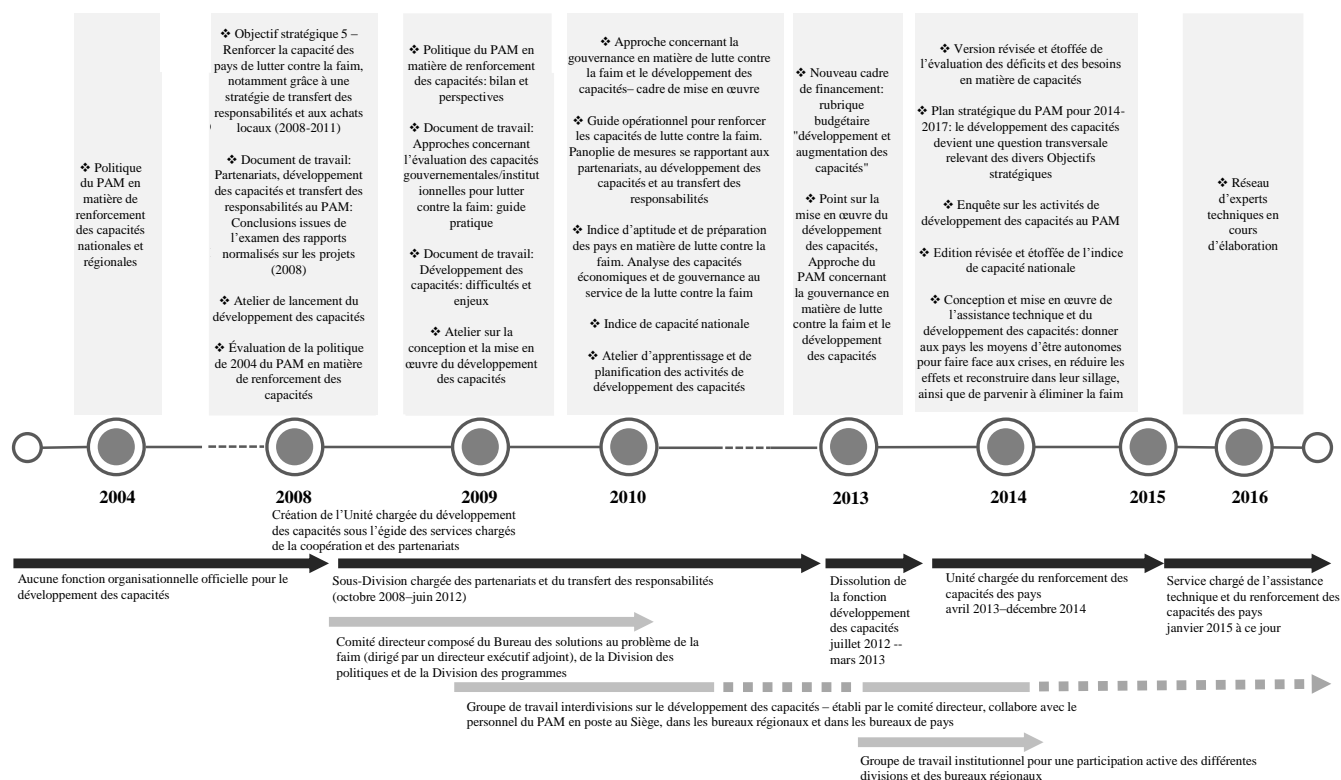 ❖ Politique
du PAM en
matière de
renforcement
des capacités
nationales et
régionales
❖ Objectif stratégique 5 –
Renforcer la capacité des
pays de lutter contre la faim,
notamment grâce à une
stratégie de transfert des
responsabilités et aux achats
locaux (2008-2011)
❖ Document de travail:
Partenariats, développement
des capacités et transfert des
responsabilités au PAM:
Conclusions issues de
l'examen des rapports
normalisés sur les projets
(2008)
❖ Atelier de lancement du
développement des capacités
❖ Évaluation de la politique
de 2004 du PAM en matière
de renforcement des
capacités
❖ Politique du PAM en
matière de renforcement
des capacités: bilan et
perspectives
❖ Document de travail:
Approches concernant
l'évaluation des capacités
gouvernementales/institut
ionnelles pour lutter
contre la faim: guide
pratique
❖ Document de travail:
Développement des
capacités: difficultés et
enjeux
❖ Atelier sur la
conception et la mise en
œuvre du développement
des capacités
❖ Approche concernant la
gouvernance en matière de lutte contre
la faim et le développement des
capacités– cadre de mise en œuvre
❖ Guide opérationnel pour renforcer
les capacités de lutte contre la faim.
Panoplie de mesures se rapportant aux
partenariats, au développement des
capacités et au transfert des
responsabilités
❖ Indice d'aptitude et de préparation
des pays en matière de lutte contre la
faim. Analyse des capacités
économiques et de gouvernance au
service de la lutte contre la faim
❖ Indice de capacité nationale
❖ Atelier d'apprentissage et de
planification des activités de
développement des capacités
❖ Nouveau cadre
de financement:
rubrique
budgétaire
"développement et
augmentation des
capacités"
❖ Point sur la
mise en œuvre du
développement
des capacités,
Approche du
PAM concernant
la gouvernance en
matière de lutte
contre la faim et le
développement
des capacités
❖ Version révisée et étoffée de
l'évaluation des déficits et des besoins
en matière de capacités
❖ Plan stratégique du PAM pour 2014-
2017: le développement des capacités
devient une question transversale
relevant des divers Objectifs
stratégiques
❖ Enquête sur les activités de
développement des capacités au PAM
❖ Edition révisée et étoffée de l'indice
de capacité nationale
❖ Conception et mise en œuvre de
l'assistance technique et du
développement des capacités: donner
aux pays les moyens d'être autonomes
pour faire face aux crises, en réduire les
effets et reconstruire dans leur sillage,
ainsi que de parvenir à éliminer la faim
❖ Réseau
d'experts
techniques en
cours
d'élaboration
2004
2008
2009
2010
2013
2014
2015
2016
Création de l'Unité chargée du développement
des capacités sous l'égide des services chargés
de la coopération et des partenariats
Aucune fonction organisationnelle officielle pour le
développement des capacités
Sous-Division chargée des partenariats et du transfert des responsabilités
(octobre 2008–juin 2012)
Dissolution de
la fonction
développement
des capacités
juillet 2012 --
mars 2013
Unité chargée du renforcement des
capacités des pays
avril 2013–décembre 2014
Service chargé de l'assistance
technique et du renforcement des
capacités des pays
janvier 2015 à ce jour
Comité directeur composé du Bureau des solutions au problème de la
faim (dirigé par un directeur exécutif adjoint), de la Division des
politiques et de la Division des programmes
Groupe de travail interdivisions sur le développement des capacités – établi par le comité directeur, collabore avec le
personnel du PAM en poste au Siège, dans les bureaux régionaux et dans les bureaux de pays
Groupe de travail institutionnel pour une participation active des différentes
divisions et des bureaux régionaux